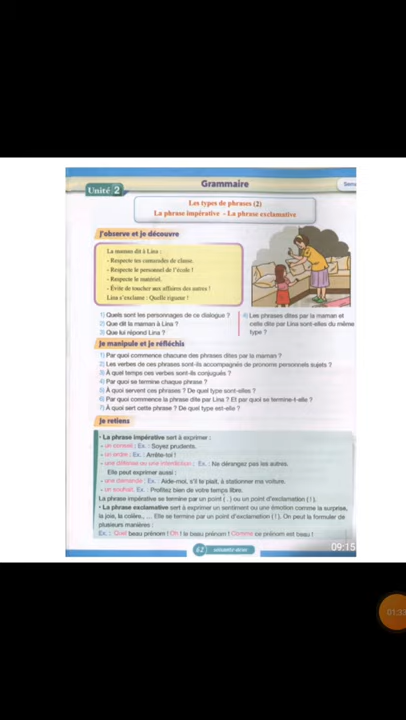 Grammaire
Unité 2
Les types de phrases (2)
La phrase impérative - La phrase exclamative
J'observe et je découvre
La maman dit à Lina :
- Respecte tes camarades de classe.
- Respecte le personnel de l'école !
- Respecte le matériel.
- Évite de toucher aux affaires des autres !
Lina s'exclame : Quelle rigueur !
1) Quels sont les personnages de ce dialogue ?
2) Que dit la maman à Lina ?
3) Que lui répond Lina ?
4) Les phrases dites par la maman et
celle dite par Lina sont-elles du même
type ?
Je manipule et je réfléchis
1) Par quoi commence chacune des phrases dites par la maman ?
2) Les verbes de ces phrases sont-ils accompagnés de pronoms personnels sujets ?
3) À quel temps ces verbes sont-ils conjugués ?
4) Par quoi se termine chaque phrase ?
5) À quoi servent ces phrases ? De quel type sont-elles ?
6) Par quoi commence la phrase dite par Lina ? Et par quoi se termine-t-elle ?
7) À quoi sert cette phrase ? De quel type est-elle ?
Je retiens
• La phrase impérative sert à exprimer :
- un conseil ; Ex. : Soyez prudents.
- un ordre ; Ex. : Arrête-toi !
- une défense ou une interdiction ; Ex. : Ne dérangez pas les autres.
Elle peut exprimer aussi :
- une demande ; Ex. : Aide-moi, s'il te plaît, à stationner ma voiture.
- un souhait. Ex. : Profitez bien de votre temps libre.
La phrase impérative se termine par un point ( . ) ou un point d'exclamation ( ! ).
• La phrase exclamative sert à exprimer un sentiment ou une émotion comme la surprise,
la joie, la colère, ... Elle se termine par un point d'exclamation ( ! ). On peut la formuler de
plusieurs manières :
Ex. : Quel beau prénom ! Oh ! le beau prénom ! Comme ce prénom est beau !
62 soixante-deux
09:15
01:33